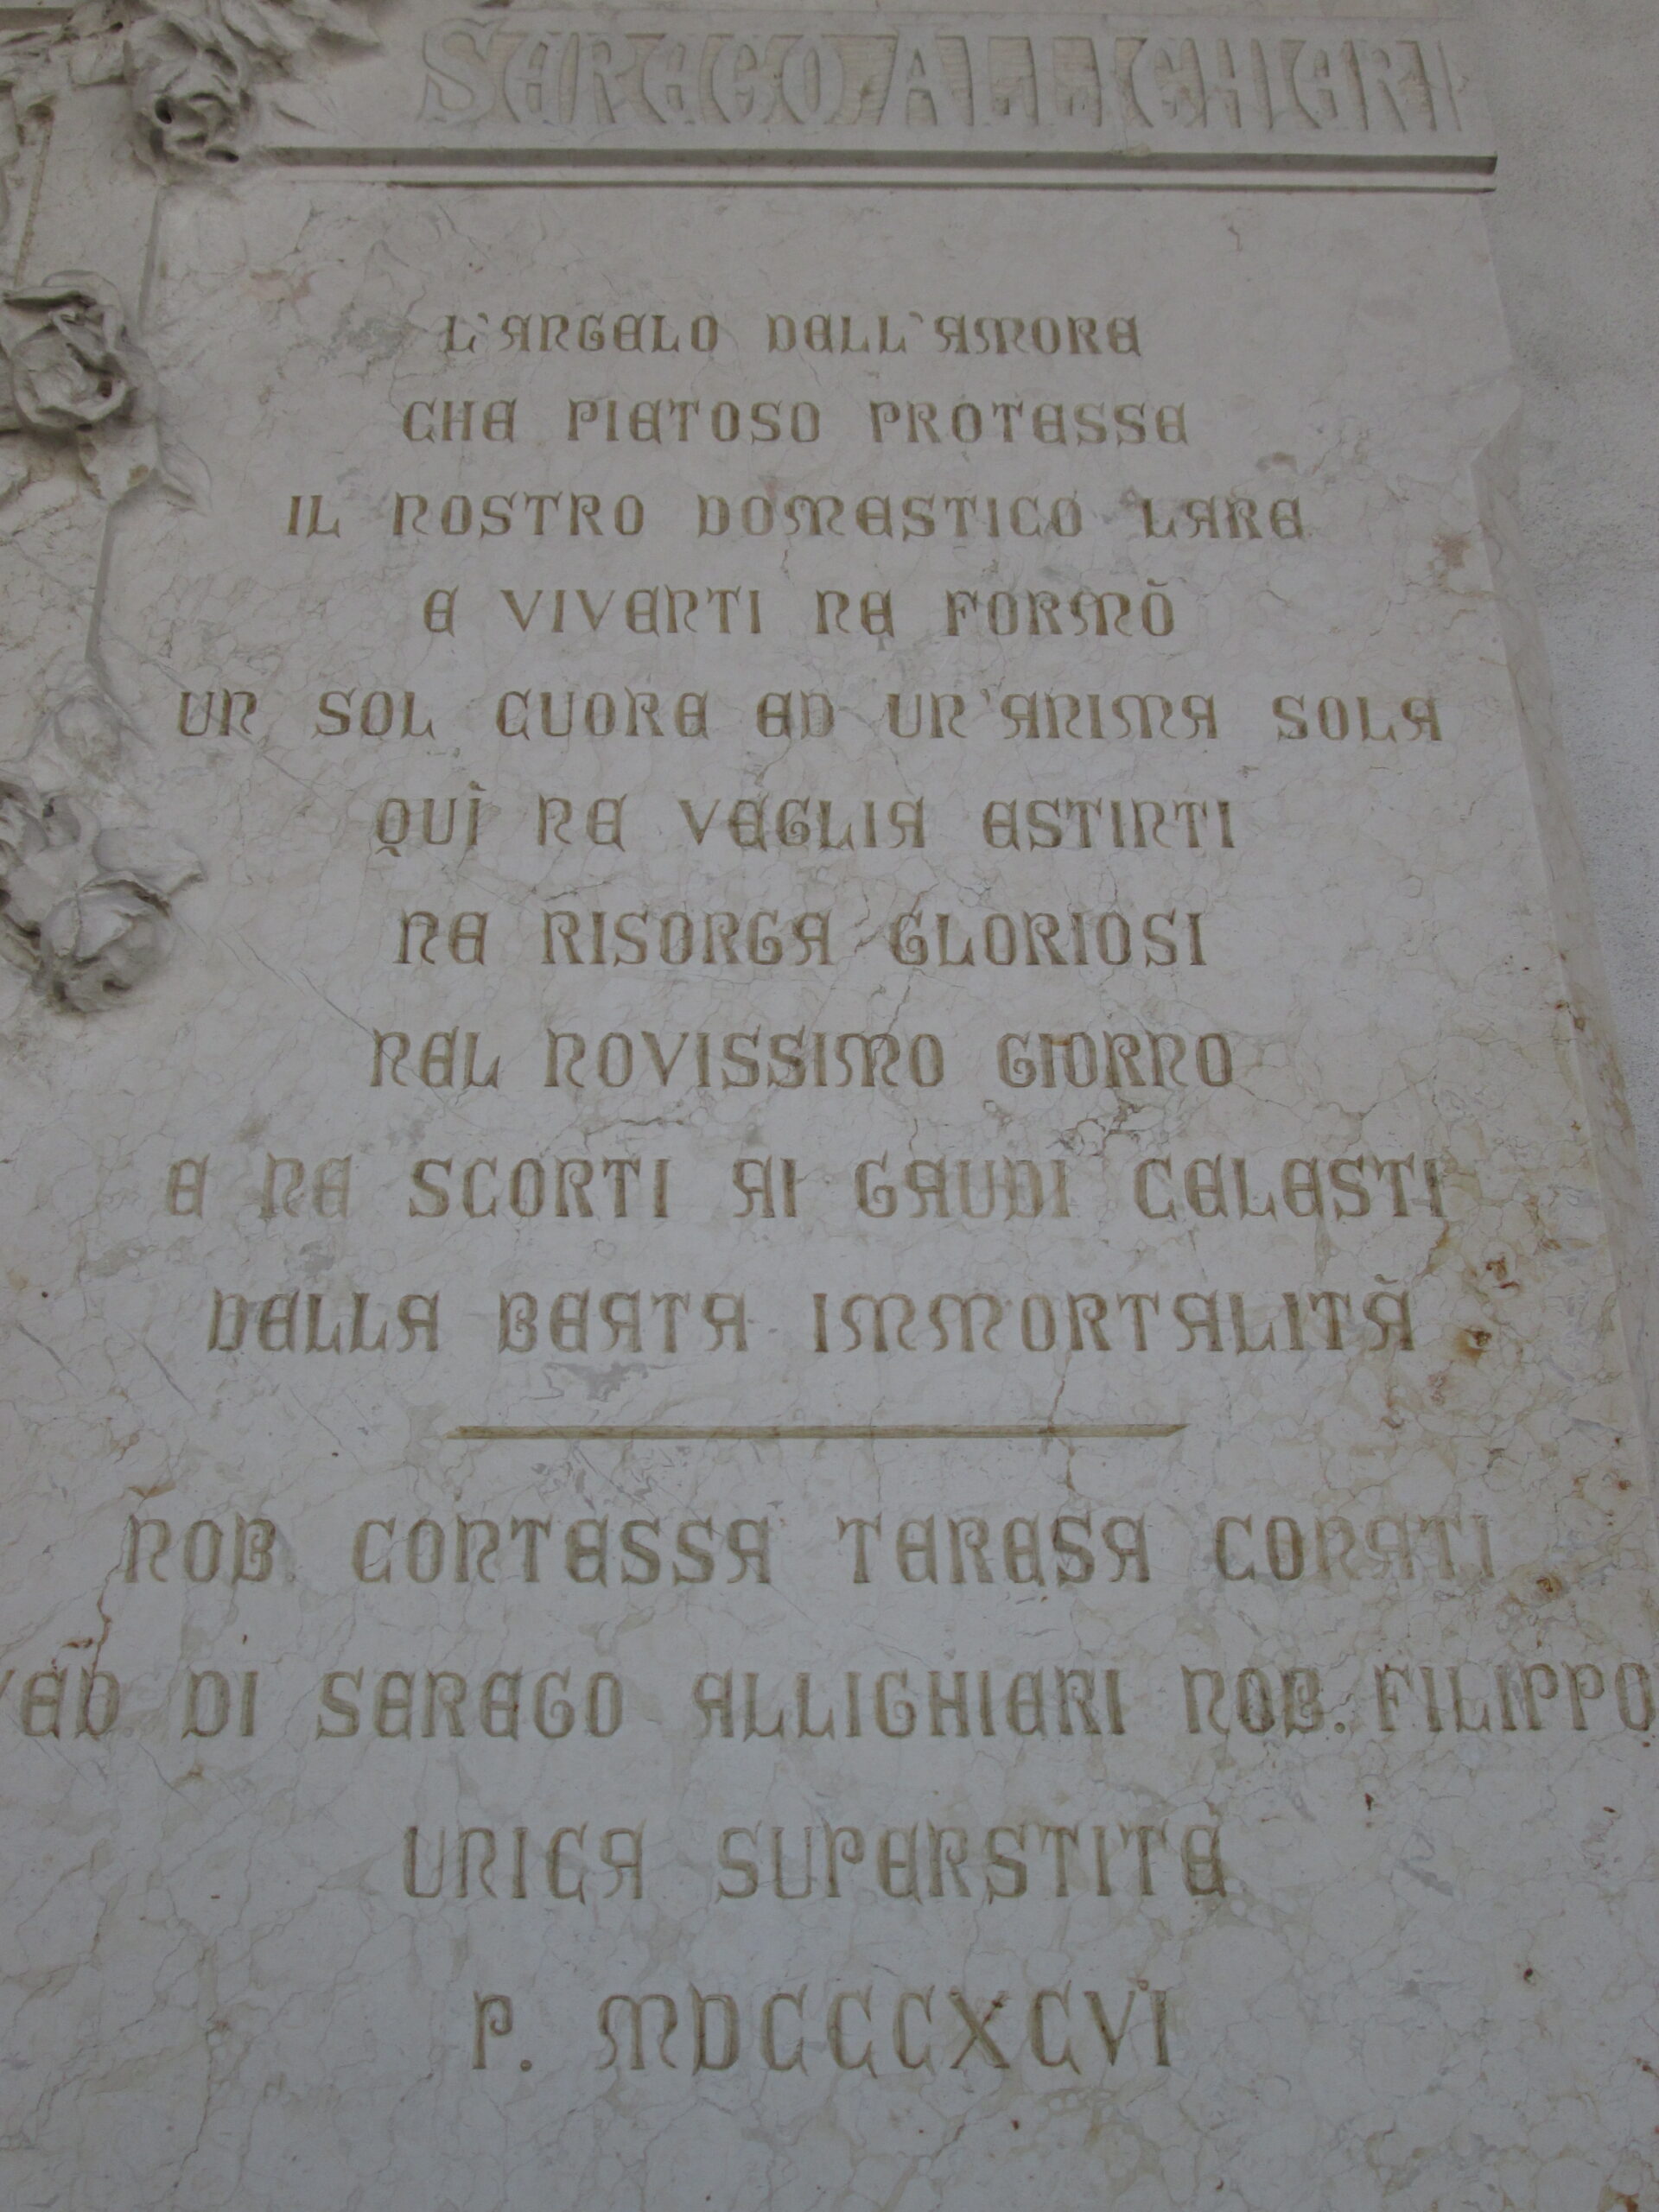 SEREGO ALLIGHIERI
L'ANGELO DELL'AMORE
CHE PIETOSO PROTESSE
IL NOSTRO DOMESTICO LARE
E VIVENTI NE FORMÒ
UN SOL CUORE ED UN'ANIMA SOLA
QUÌ NE VEGLIA ESTINTI
NE RISORGA GLORIOSI
NEL NOVISSIMO GIORNO
E NE SCORTI AI GAUDI CELESTI
DELLA BEATA IMMORTALITÀ
NOB. CONTESSA TERESA CONATI
VED. DI SEREGO ALLIGHIERI NOB. FILIPPO
UNICA SUPERSTITE
P. MDCCCXCVI